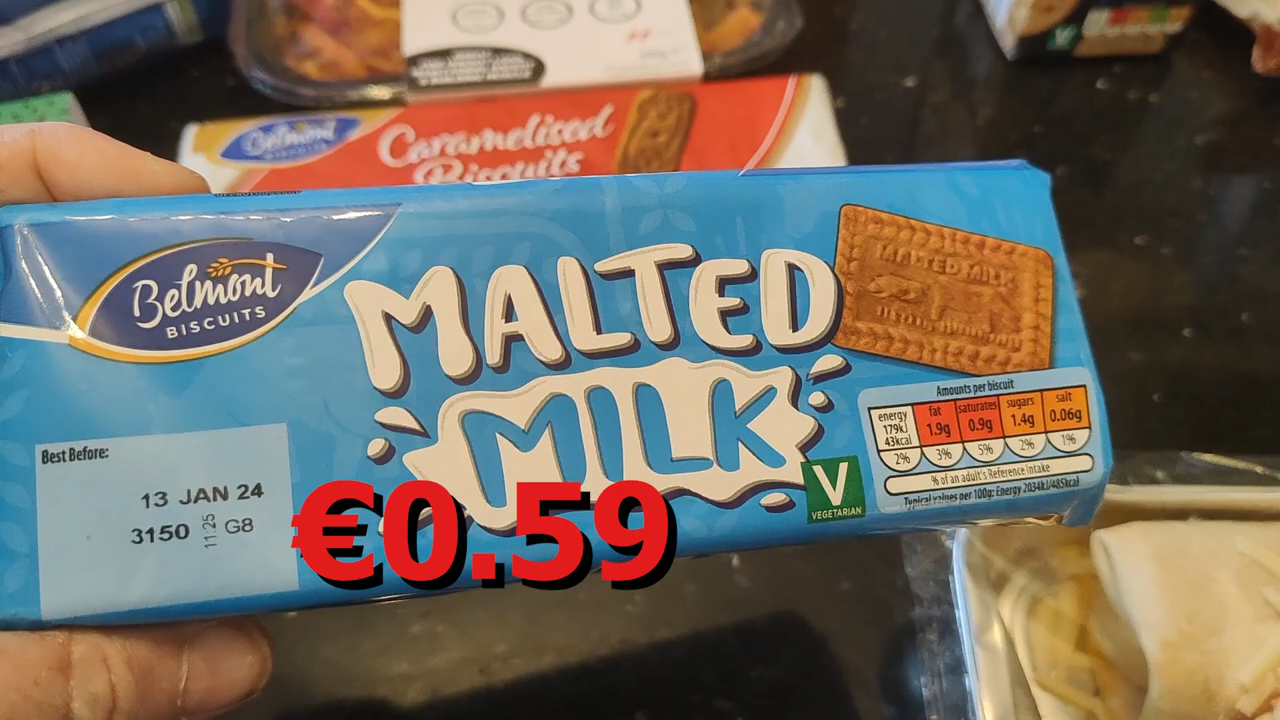 Belmont
Caramelised
Biscuits
Belmont
BISCUITS
MALTED
MILK
MALTED MILK
Amounts per biscuit
energy
179kJ
43kcal
2%
fat
1.9g
3%
saturates
0.9g
5%
sugars
1.4g
2%
salt
0.06g
1%
% of an adult's Reference Intake
Typical values per 100g: Energy 2034kJ/485kcal
V
VEGETARIAN
Best Before:
13 JAN 24
3150 11:25 G8
€0.59
V